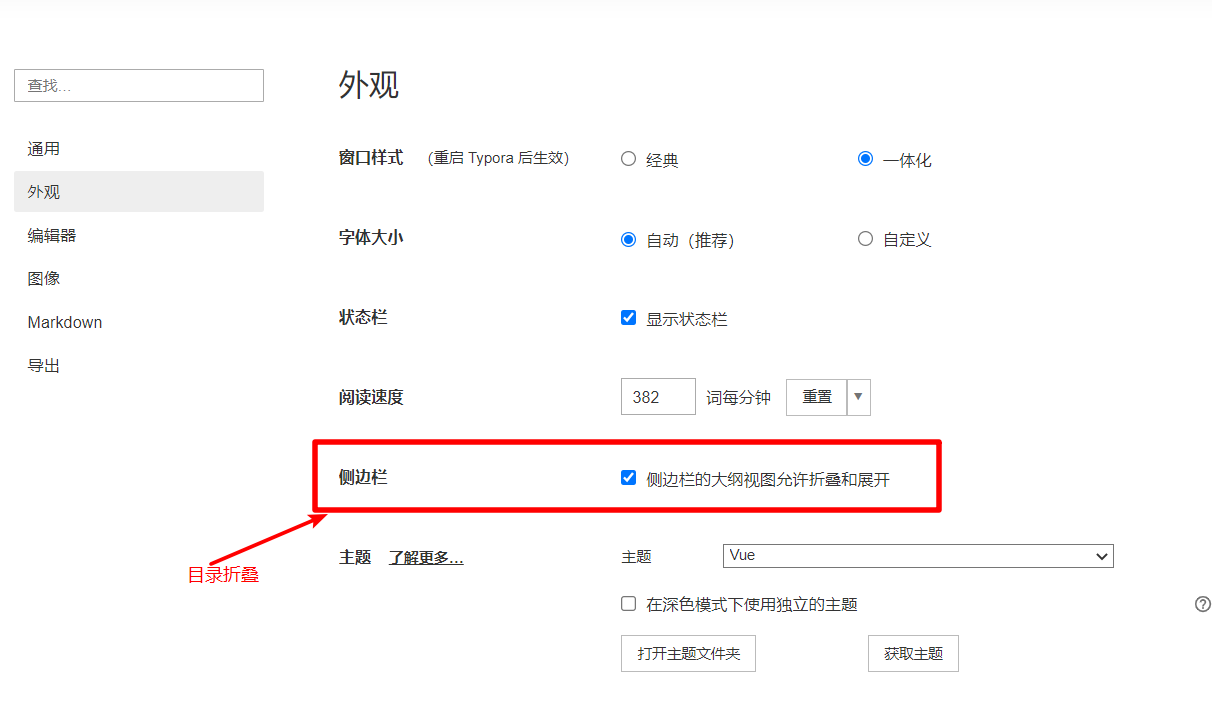 查找...
通用
外观
编辑器
图像
Markdown
导出
外观
窗口样式 (重启 Typora 后生效) 经典 一体化
字体大小 自动（推荐） 自定义
状态栏 显示状态栏
阅读速度 382 词每分钟 重置
侧边栏 侧边栏的大纲视图允许折叠和展开
目录折叠
主题 了解更多... 主题 Vue
在深色模式下使用独立的主题
打开主题文件夹 获取主题